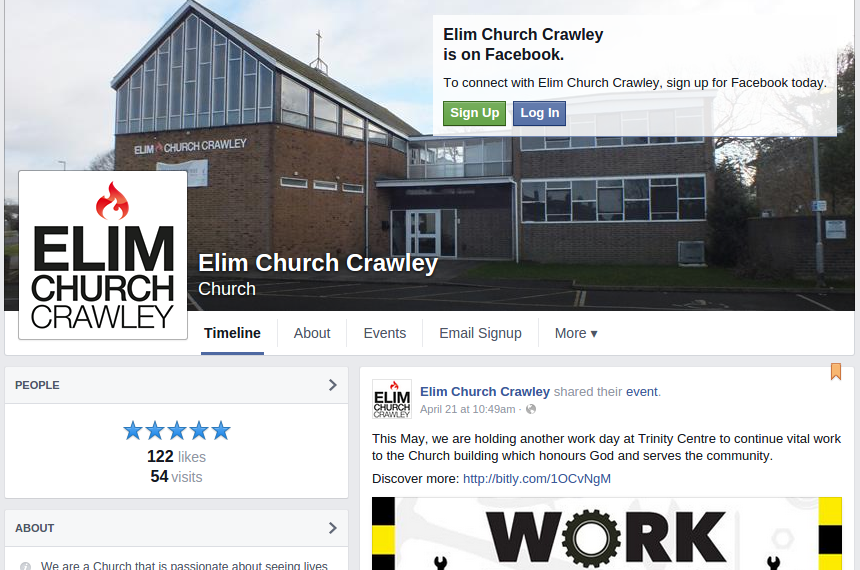 Elim Church Crawley
is on Facebook.
To connect with Elim Church Crawley, sign up for Facebook today.
Sign Up Log In
ELIM CHURCH CRAWLEY
ELIM
CHURCH
CRAWLEY
Elim Church Crawley
Church
Timeline About Events Email Signup More ▾
PEOPLE
122 likes
54 visits
ABOUT
We are a Church that is passionate about seeing lives
ELIM
CHURCH
CRAWLEY
Elim Church Crawley shared their event.
April 21 at 10:49am ·
This May, we are holding another work day at Trinity Centre to continue vital work
to the Church building which honours God and serves the community.
Discover more: http://bitly.com/1OCvNgM
WORK